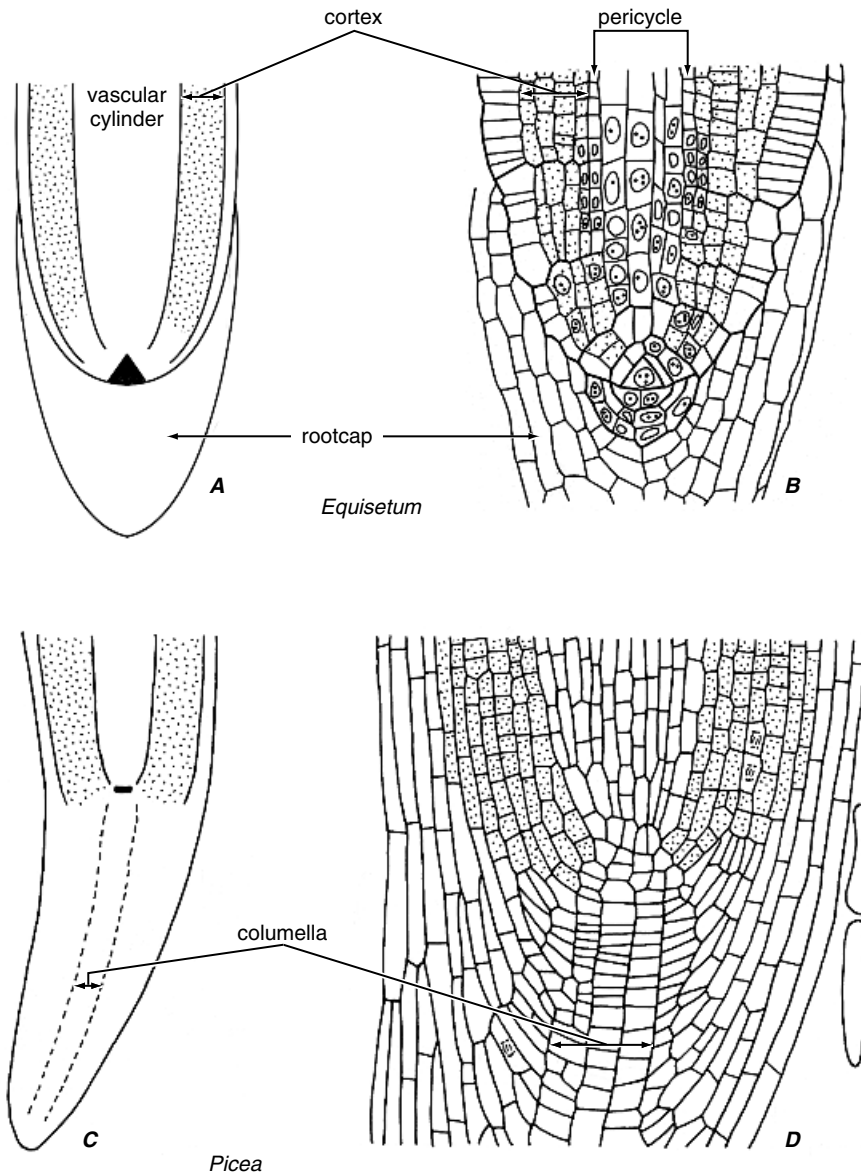 cortex
pericycle
vascular
cylinder
rootcap
A
B
Equisetum
columella
C
D
Picea